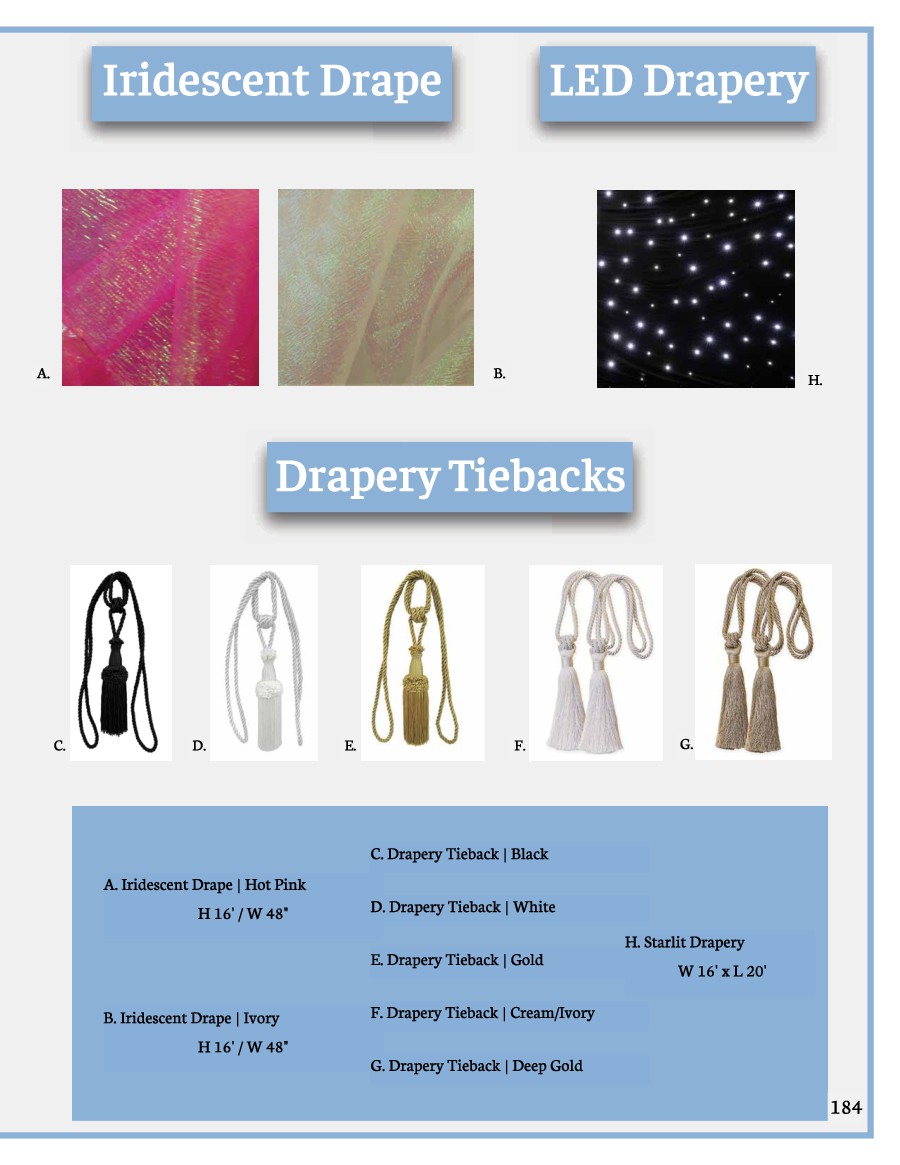 Iridescent Drape
LED Drapery
A.
B.
H.
Drapery Tiebacks
C.
D.
E.
F.
G.
A. Iridescent Drape | Hot Pink
H 16' / W 48"
B. Iridescent Drape | Ivory
H 16' / W 48"
C. Drapery Tieback | Black
D. Drapery Tieback | White
E. Drapery Tieback | Gold
F. Drapery Tieback | Cream/Ivory
G. Drapery Tieback | Deep Gold
H. Starlit Drapery
W 16' x L 20'
184